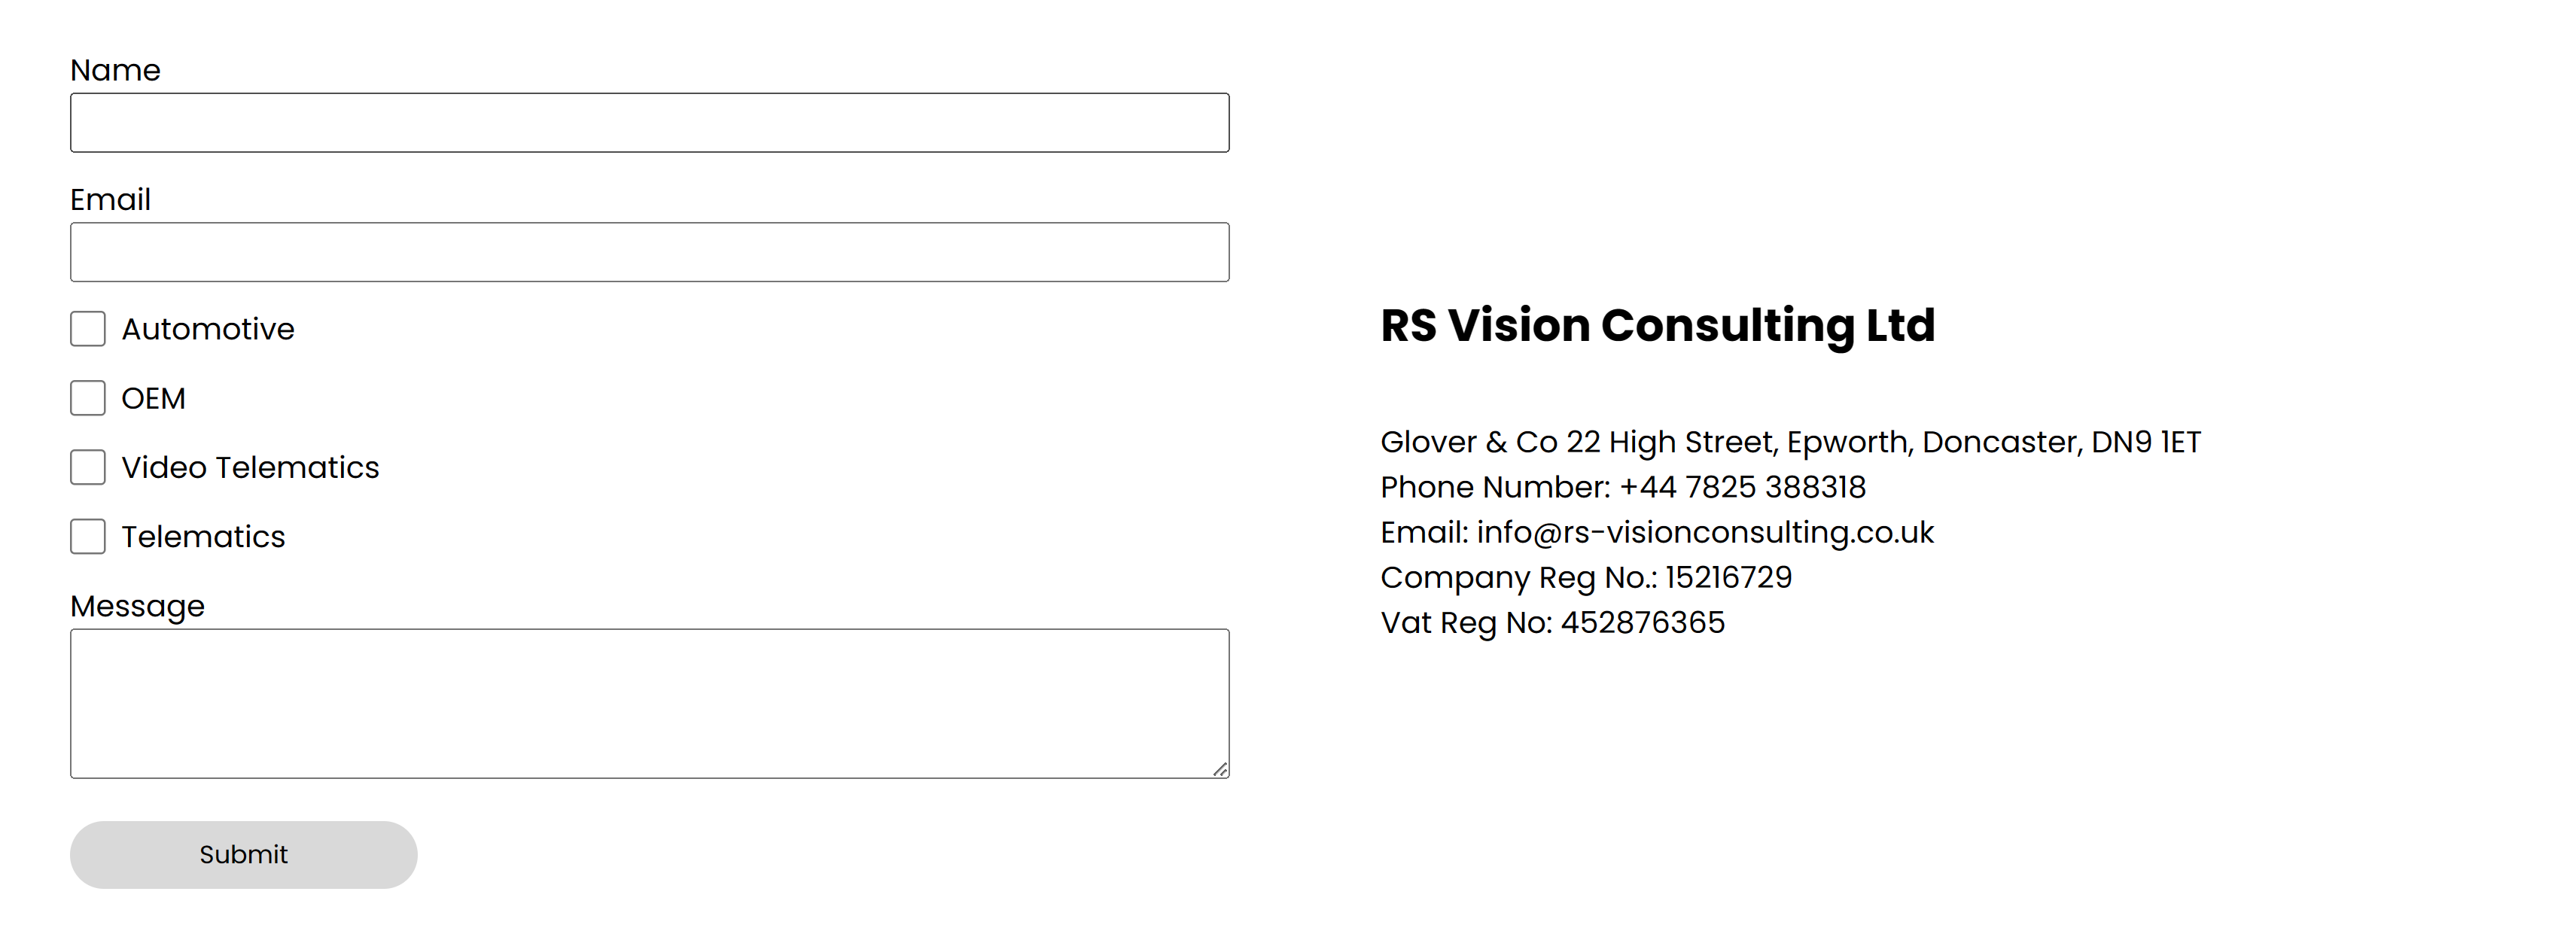 Name
Email
Automotive
OEM
Video Telematics
Telematics
Message
Submit
RS Vision Consulting Ltd
Glover & Co 22 High Street, Epworth, Doncaster, DN9 1ET
Phone Number: +44 7825 388318
Email: info@rs-visionconsulting.co.uk
Company Reg No.: 15216729
Vat Reg No: 452876365